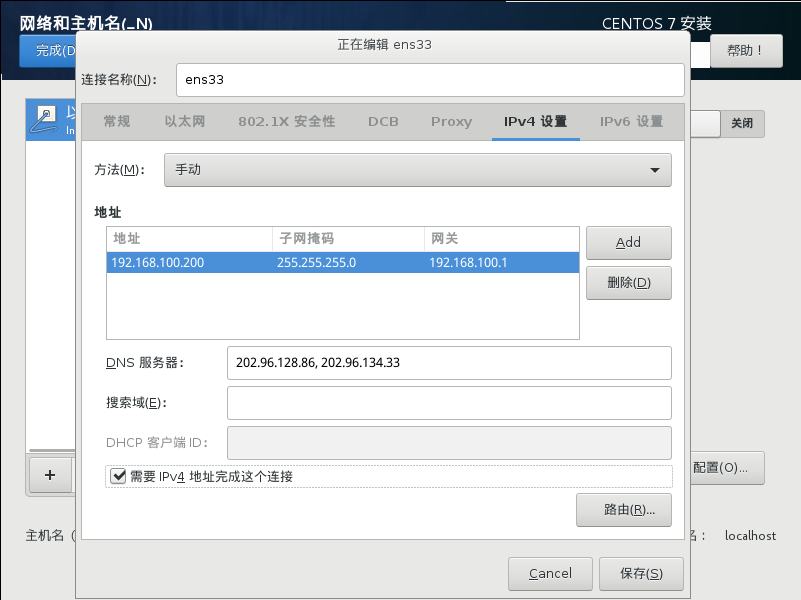 网络和主机名(_N)
CENTOS 7 安装
完成(D
帮助！
正在编辑 ens33
连接名称(N)：
ens33
常规 以太网 802.1X 安全性 DCB Proxy IPv4 设置 IPv6 设置
关闭
方法(M)：
手动
地址
地址 子网掩码 网关
192.168.100.200 255.255.255.0 192.168.100.1
Add
删除(D)
DNS 服务器：
202.96.128.86, 202.96.134.33
搜索域(E)：
DHCP 客户端 ID：
需要 IPv4 地址完成这个连接
+
配置(O)...
路由(R)...
主机名（
名： localhost
Cancel
保存(S)